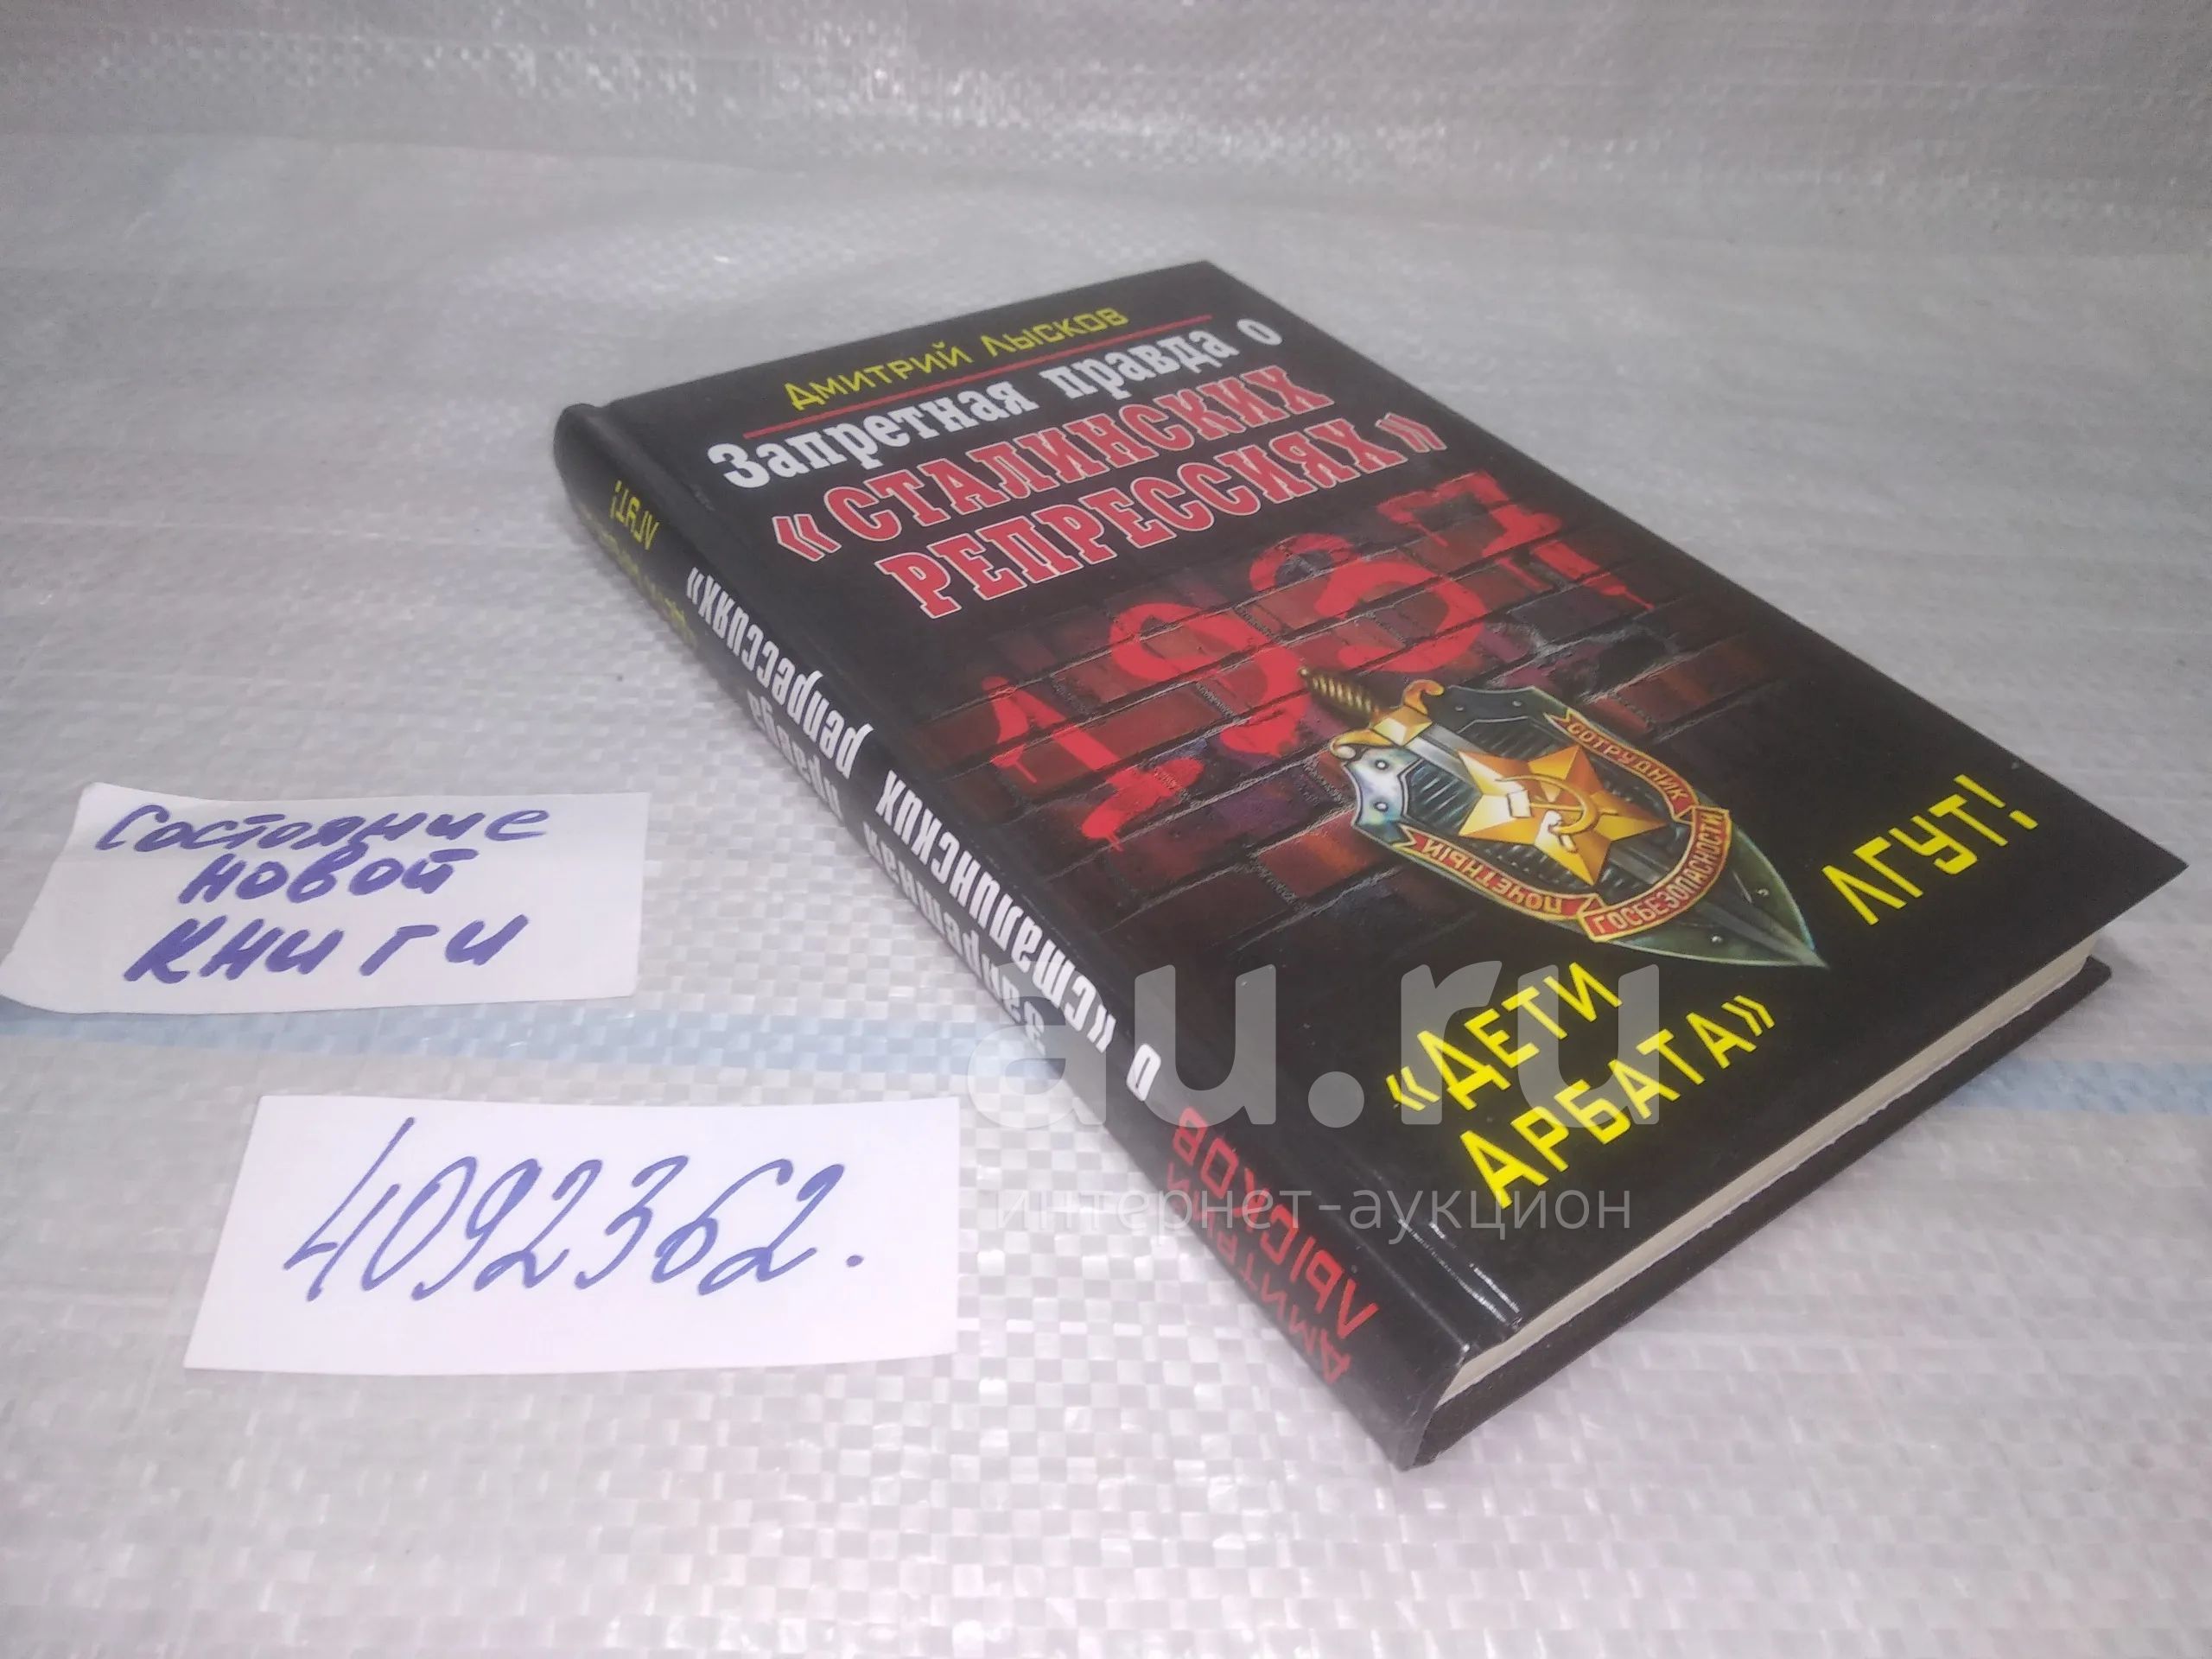 ДМИТРИЙ ЛЫСКОВ
Запретная правда о
«СТАЛИНСКИХ
РЕПРЕССИЯХ»
1937
СОТРУДНИК
ПОЧЕТНЫЙ
ГОСБЕЗОПАСНОСТИ
«ДЕТИ
АРБАТА»
ЛГУТ!
ДМИТРИЙ
ЛЫСКОВ
Запретная правда
о «сталинских репрессиях»
ЛГУТ!
Состояние
новой
книги
4092362.
au.ru
интернет-аукцион